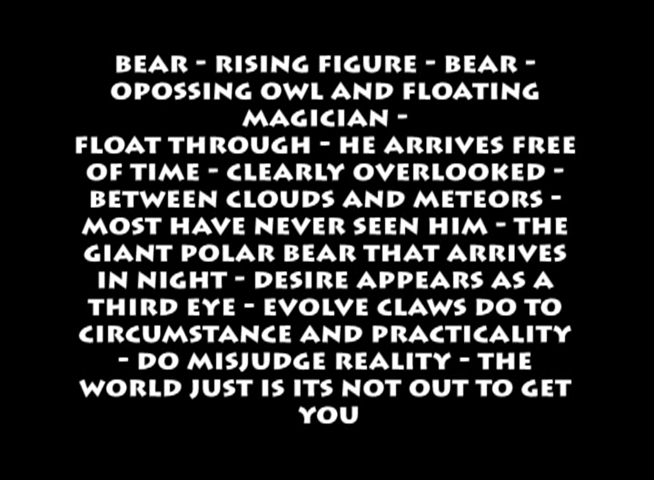 BEAR - RISING FIGURE - BEAR -
OPOSSING OWL AND FLOATING
MAGICIAN -
FLOAT THROUGH - HE ARRIVES FREE
OF TIME - CLEARLY OVERLOOKED -
BETWEEN CLOUDS AND METEORS -
MOST HAVE NEVER SEEN HIM - THE
GIANT POLAR BEAR THAT ARRIVES
IN NIGHT - DESIRE APPEARS AS A
THIRD EYE - EVOLVE CLAWS DO TO
CIRCUMSTANCE AND PRACTICALITY
- DO MISJUDGE REALITY - THE
WORLD JUST IS ITS NOT OUT TO GET
YOU